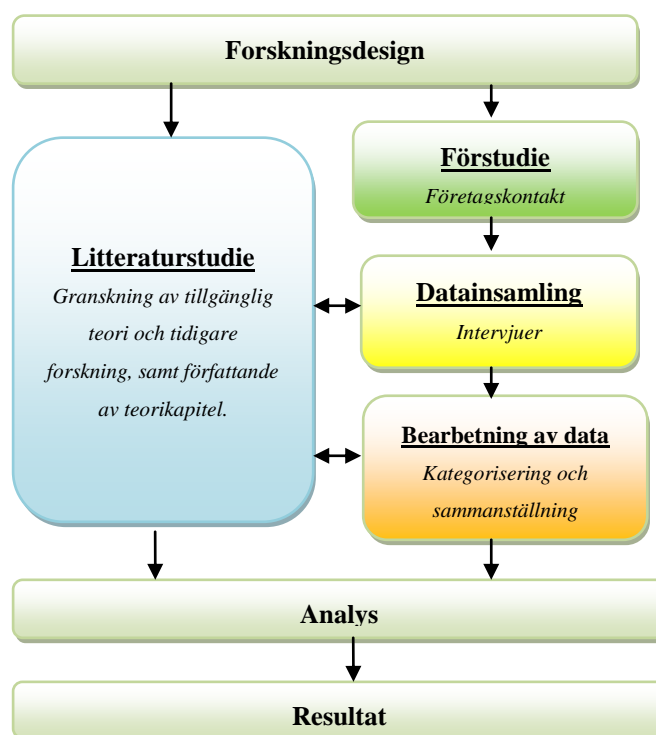 Forskningsdesign
Förstudie
Företagskontakt
Litteraturstudie
Granskning av tillgänglig
teori och tidigare
forskning, samt författande
av teorikapitel.
Datainsamling
Intervjuer
Bearbetning av data
Kategorisering och
sammanställning
Analys
Resultat